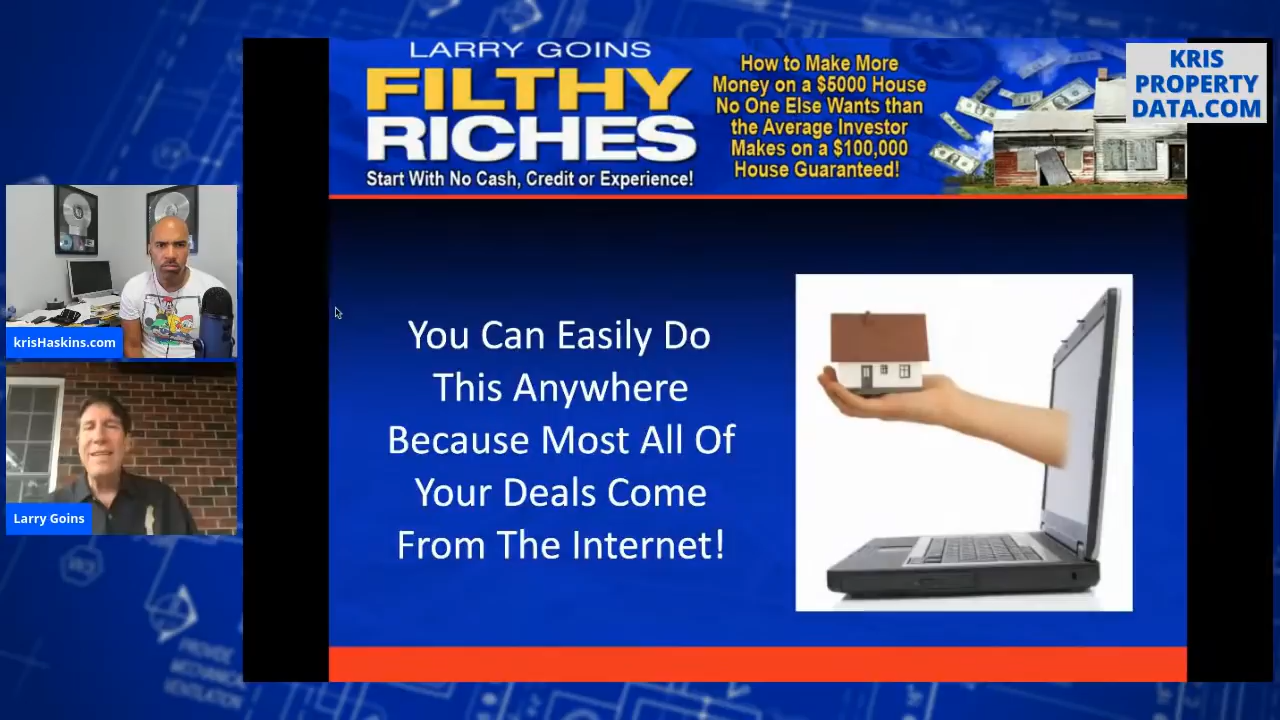 LARRY GOINS
FILTHY
RICHES
Start With No Cash, Credit or Experience!
How to Make More
Money on a $5000 House
No One Else Wants than
the Average Investor
Makes on a $100,000
House Guaranteed!
KRIS
PROPERTY
DATA.COM
krisHaskins.com
Larry Goins
You Can Easily Do
This Anywhere
Because Most All Of
Your Deals Come
From The Internet!
PROVIDE
MECHANICAL
VENTILATION